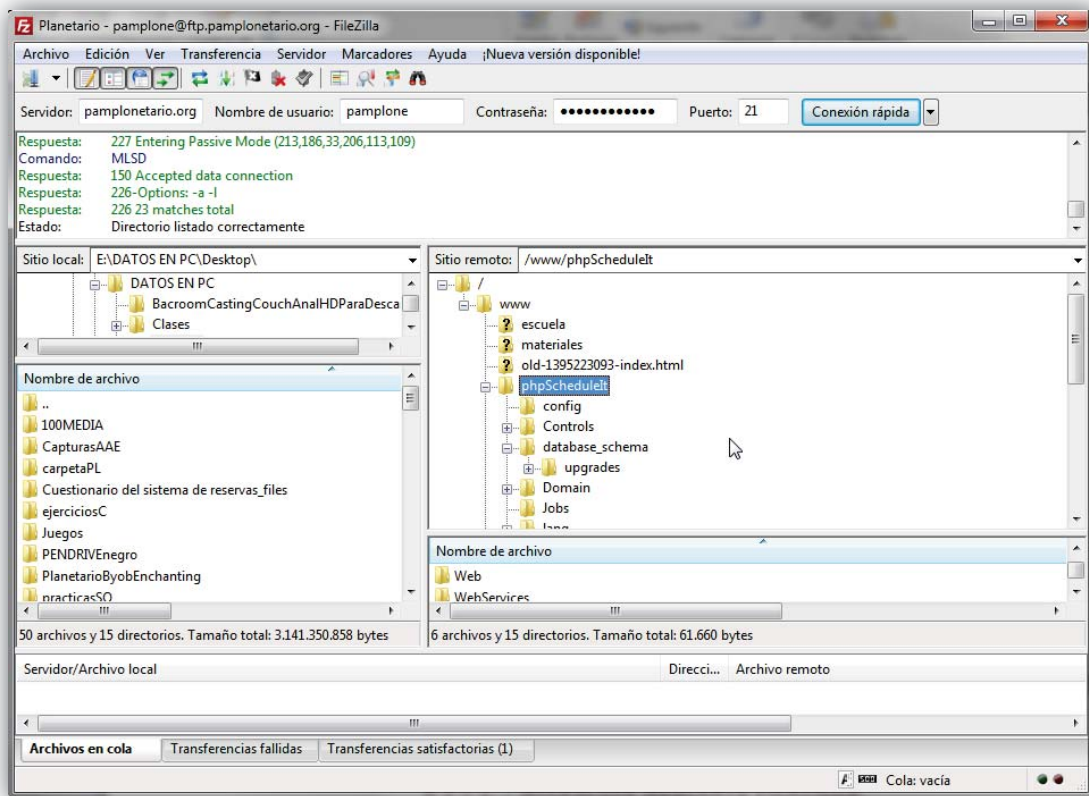 Planetario - pamplone@ftp.pamplonetario.org - FileZilla
Archivo Edición Ver Transferencia Servidor Marcadores Ayuda ¡Nueva versión disponible!
Servidor: pamplonetario.org Nombre de usuario: pamplone Contraseña: ●●●●●●●●●●●● Puerto: 21 Conexión rápida
Respuesta: 227 Entering Passive Mode (213,186,33,206,113,109)
Comando: MLSD
Respuesta: 150 Accepted data connection
Respuesta: 226-Options: -a -l
Respuesta: 226 23 matches total
Estado: Directorio listado correctamente
Sitio local: E:\DATOS EN PC\Desktop\
DATOS EN PC
BacroomCastingCouchAnalHDParaDesca
Clases
Nombre de archivo
..
100MEDIA
CapturasAAE
carpetaPL
Cuestionario del sistema de reservas_files
ejerciciosC
Juegos
PENDRIVEnegro
PlanetarioByobEnchanting
practicasSO
50 archivos y 15 directorios. Tamaño total: 3.141.350.858 bytes
Sitio remoto: /www/phpScheduleIt
/
www
escuela
materiales
old-1395223093-index.html
phpScheduleIt
config
Controls
database_schema
upgrades
Domain
Jobs
lang
Nombre de archivo
Web
WebServices
6 archivos y 15 directorios. Tamaño total: 61.660 bytes
Servidor/Archivo local Direcci... Archivo remoto
Archivos en cola Transferencias fallidas Transferencias satisfactorias (1)
Cola: vacía